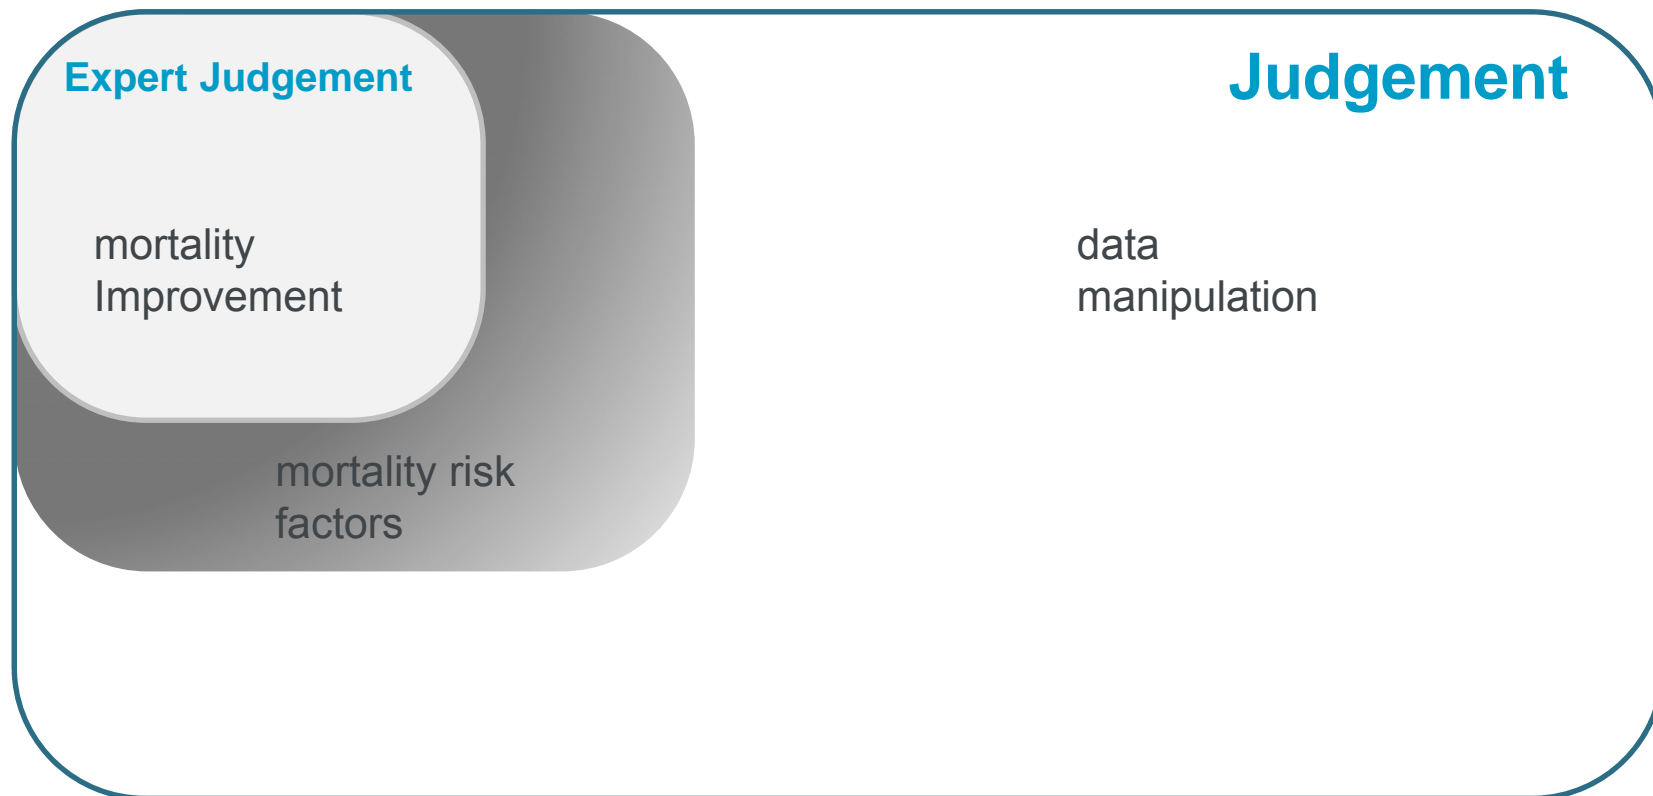 Expert Judgement
Judgement
mortality
Improvement
data
manipulation
mortality risk
factors